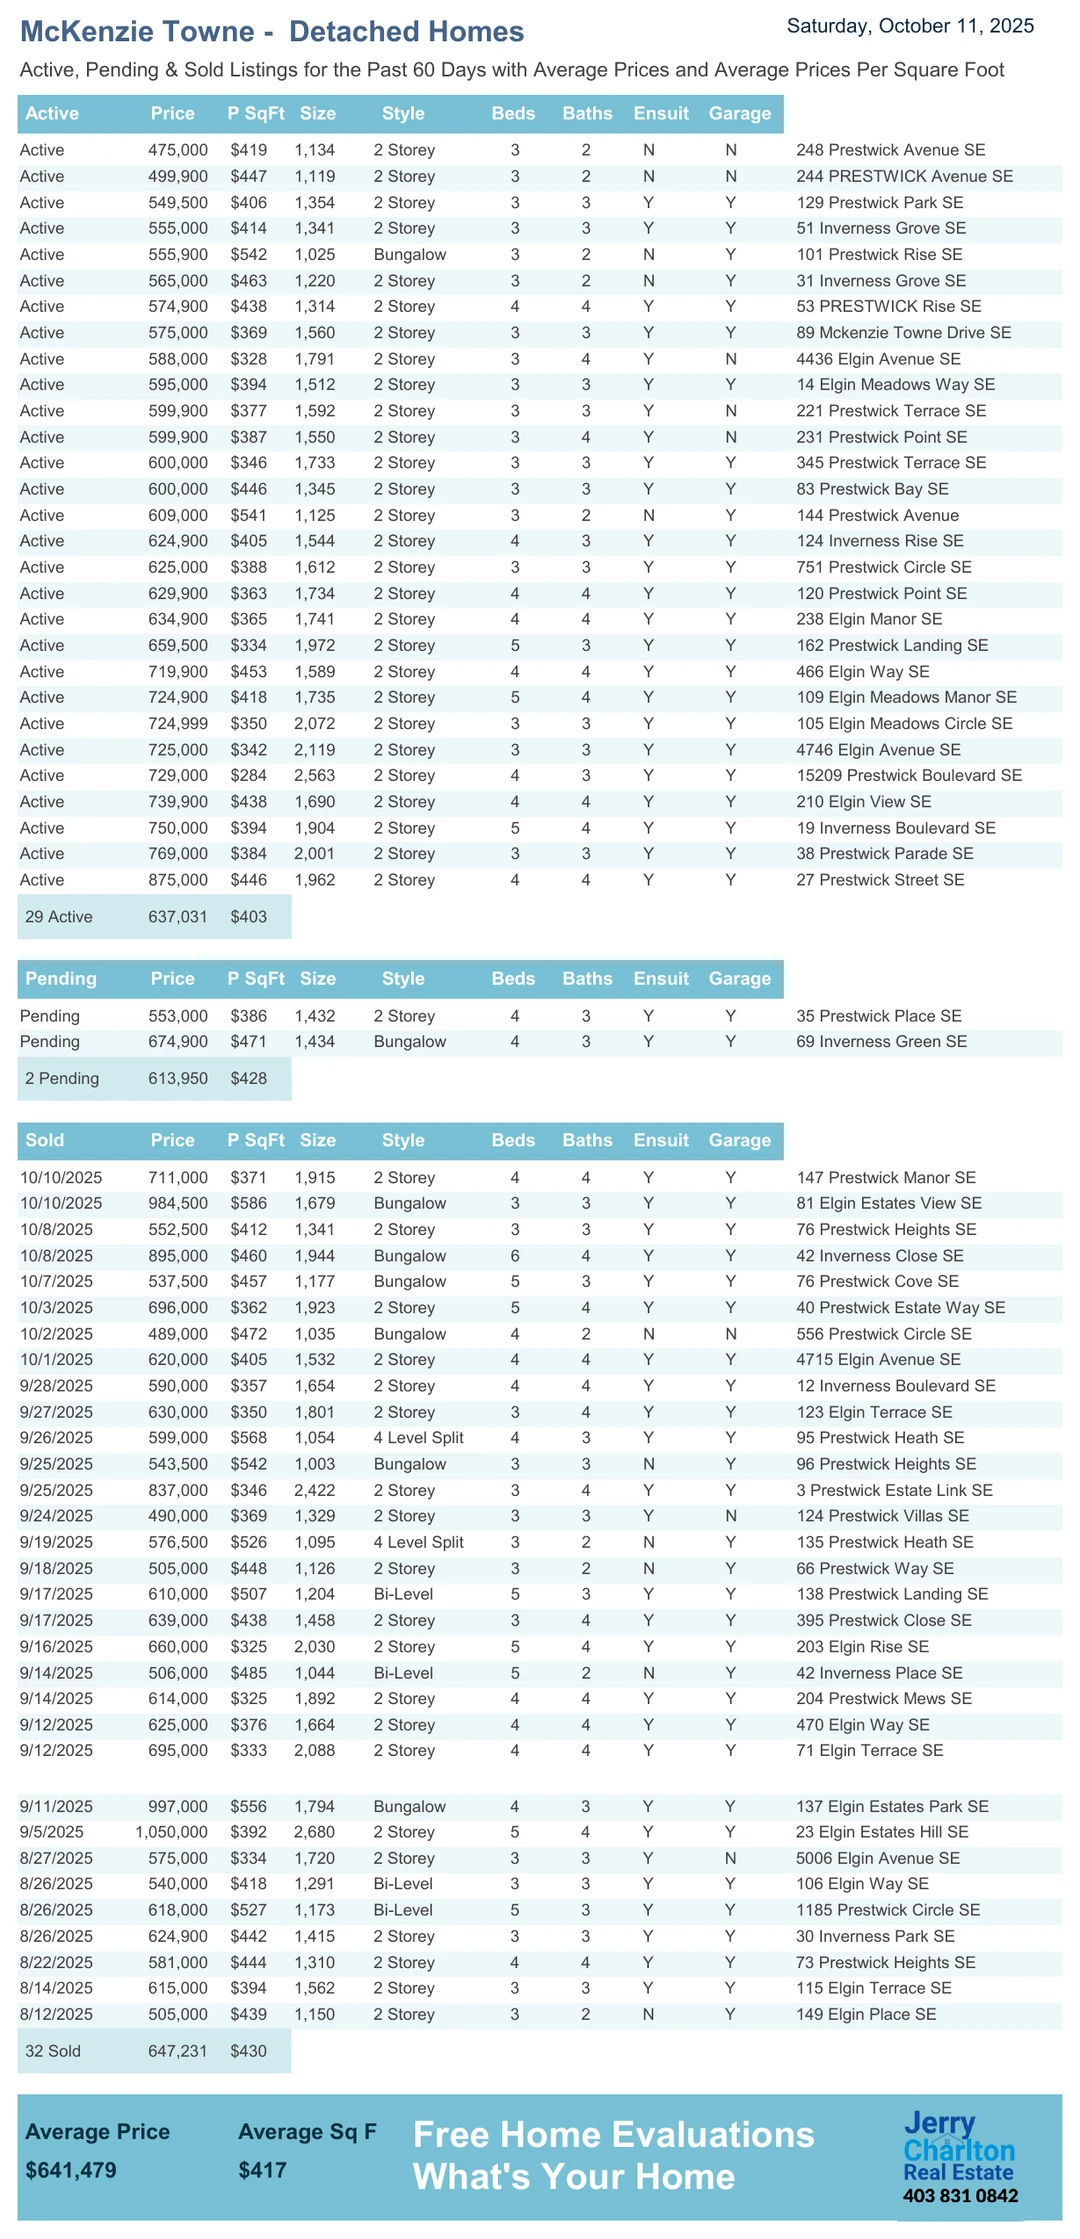 McKenzie Towne -  Detached Homes
Saturday, October 11, 2025
Active, Pending & Sold Listings for the Past 60 Days with Average Prices and Average Prices Per Square Foot
Active Price P SqFt Size Style Beds Baths Ensuit Garage
Active 475,000 $419 1,134 2 Storey 3 2 N N 248 Prestwick Avenue SE
Active 499,900 $447 1,119 2 Storey 3 2 N N 244 PRESTWICK Avenue SE
Active 549,500 $406 1,354 2 Storey 3 3 Y Y 129 Prestwick Park SE
Active 555,000 $414 1,341 2 Storey 3 3 Y Y 51 Inverness Grove SE
Active 555,900 $542 1,025 Bungalow 3 2 N Y 101 Prestwick Rise SE
Active 565,000 $463 1,220 2 Storey 3 2 N Y 31 Inverness Grove SE
Active 574,900 $438 1,314 2 Storey 4 4 Y Y 53 PRESTWICK Rise SE
Active 575,000 $369 1,560 2 Storey 3 3 Y Y 89 Mckenzie Towne Drive SE
Active 588,000 $328 1,791 2 Storey 3 4 Y N 4436 Elgin Avenue SE
Active 595,000 $394 1,512 2 Storey 3 3 Y Y 14 Elgin Meadows Way SE
Active 599,900 $377 1,592 2 Storey 3 3 Y N 221 Prestwick Terrace SE
Active 599,900 $387 1,550 2 Storey 3 4 Y N 231 Prestwick Point SE
Active 600,000 $346 1,733 2 Storey 3 3 Y Y 345 Prestwick Terrace SE
Active 600,000 $446 1,345 2 Storey 3 3 Y Y 83 Prestwick Bay SE
Active 609,000 $541 1,125 2 Storey 3 2 N Y 144 Prestwick Avenue
Active 624,900 $405 1,544 2 Storey 4 3 Y Y 124 Inverness Rise SE
Active 625,000 $388 1,612 2 Storey 3 3 Y Y 751 Prestwick Circle SE
Active 629,900 $363 1,734 2 Storey 4 4 Y Y 120 Prestwick Point SE
Active 634,900 $365 1,741 2 Storey 4 4 Y Y 238 Elgin Manor SE
Active 659,500 $334 1,972 2 Storey 5 3 Y Y 162 Prestwick Landing SE
Active 719,900 $453 1,589 2 Storey 4 4 Y Y 466 Elgin Way SE
Active 724,900 $418 1,735 2 Storey 5 4 Y Y 109 Elgin Meadows Manor SE
Active 724,999 $350 2,072 2 Storey 3 3 Y Y 105 Elgin Meadows Circle SE
Active 725,000 $342 2,119 2 Storey 3 3 Y Y 4746 Elgin Avenue SE
Active 729,000 $284 2,563 2 Storey 4 3 Y Y 15209 Prestwick Boulevard SE
Active 739,900 $438 1,690 2 Storey 4 4 Y Y 210 Elgin View SE
Active 750,000 $394 1,904 2 Storey 5 4 Y Y 19 Inverness Boulevard SE
Active 769,000 $384 2,001 2 Storey 3 3 Y Y 38 Prestwick Parade SE
Active 875,000 $446 1,962 2 Storey 4 4 Y Y 27 Prestwick Street SE
29 Active 637,031 $403
Pending Price P SqFt Size Style Beds Baths Ensuit Garage
Pending 553,000 $386 1,432 2 Storey 4 3 Y Y 35 Prestwick Place SE
Pending 674,900 $471 1,434 Bungalow 4 3 Y Y 69 Inverness Green SE
2 Pending 613,950 $428
Sold Price P SqFt Size Style Beds Baths Ensuit Garage
10/10/2025 711,000 $371 1,915 2 Storey 4 4 Y Y 147 Prestwick Manor SE
10/10/2025 984,500 $586 1,679 Bungalow 3 3 Y Y 81 Elgin Estates View SE
10/8/2025 552,500 $412 1,341 2 Storey 3 3 Y Y 76 Prestwick Heights SE
10/8/2025 895,000 $460 1,944 Bungalow 6 4 Y Y 42 Inverness Close SE
10/7/2025 537,500 $457 1,177 Bungalow 5 3 Y Y 76 Prestwick Cove SE
10/3/2025 696,000 $362 1,923 2 Storey 5 4 Y Y 40 Prestwick Estate Way SE
10/2/2025 489,000 $472 1,035 Bungalow 4 2 N N 556 Prestwick Circle SE
10/1/2025 620,000 $405 1,532 2 Storey 4 4 Y Y 4715 Elgin Avenue SE
9/28/2025 590,000 $357 1,654 2 Storey 4 4 Y Y 12 Inverness Boulevard SE
9/27/2025 630,000 $350 1,801 2 Storey 3 4 Y Y 123 Elgin Terrace SE
9/26/2025 599,000 $568 1,054 4 Level Split 4 3 Y Y 95 Prestwick Heath SE
9/25/2025 543,500 $542 1,003 Bungalow 3 3 N Y 96 Prestwick Heights SE
9/25/2025 837,000 $346 2,422 2 Storey 3 4 Y Y 3 Prestwick Estate Link SE
9/24/2025 490,000 $369 1,329 2 Storey 3 3 Y N 124 Prestwick Villas SE
9/19/2025 576,500 $526 1,095 4 Level Split 3 2 N Y 135 Prestwick Heath SE
9/18/2025 505,000 $448 1,126 2 Storey 3 2 N Y 66 Prestwick Way SE
9/17/2025 610,000 $507 1,204 Bi-Level 5 3 Y Y 138 Prestwick Landing SE
9/17/2025 639,000 $438 1,458 2 Storey 3 4 Y Y 395 Prestwick Close SE
9/16/2025 660,000 $325 2,030 2 Storey 5 4 Y Y 203 Elgin Rise SE
9/14/2025 506,000 $485 1,044 Bi-Level 5 2 N Y 42 Inverness Place SE
9/14/2025 614,000 $325 1,892 2 Storey 4 4 Y Y 204 Prestwick Mews SE
9/12/2025 625,000 $376 1,664 2 Storey 4 4 Y Y 470 Elgin Way SE
9/12/2025 695,000 $333 2,088 2 Storey 4 4 Y Y 71 Elgin Terrace SE
9/11/2025 997,000 $556 1,794 Bungalow 4 3 Y Y 137 Elgin Estates Park SE
9/5/2025 1,050,000 $392 2,680 2 Storey 5 4 Y Y 23 Elgin Estates Hill SE
8/27/2025 575,000 $334 1,720 2 Storey 3 3 Y N 5006 Elgin Avenue SE
8/26/2025 540,000 $418 1,291 Bi-Level 3 3 Y Y 106 Elgin Way SE
8/26/2025 618,000 $527 1,173 Bi-Level 5 3 Y Y 1185 Prestwick Circle SE
8/26/2025 624,900 $442 1,415 2 Storey 3 3 Y Y 30 Inverness Park SE
8/22/2025 581,000 $444 1,310 2 Storey 4 4 Y Y 73 Prestwick Heights SE
8/14/2025 615,000 $394 1,562 2 Storey 3 3 Y Y 115 Elgin Terrace SE
8/12/2025 505,000 $439 1,150 2 Storey 3 2 N Y 149 Elgin Place SE
32 Sold 647,231 $430
Average Price Average Sq F
$641,479 $417
Free Home Evaluations
What's Your Home
Jerry
Charlton
Real Estate
403 831 0842